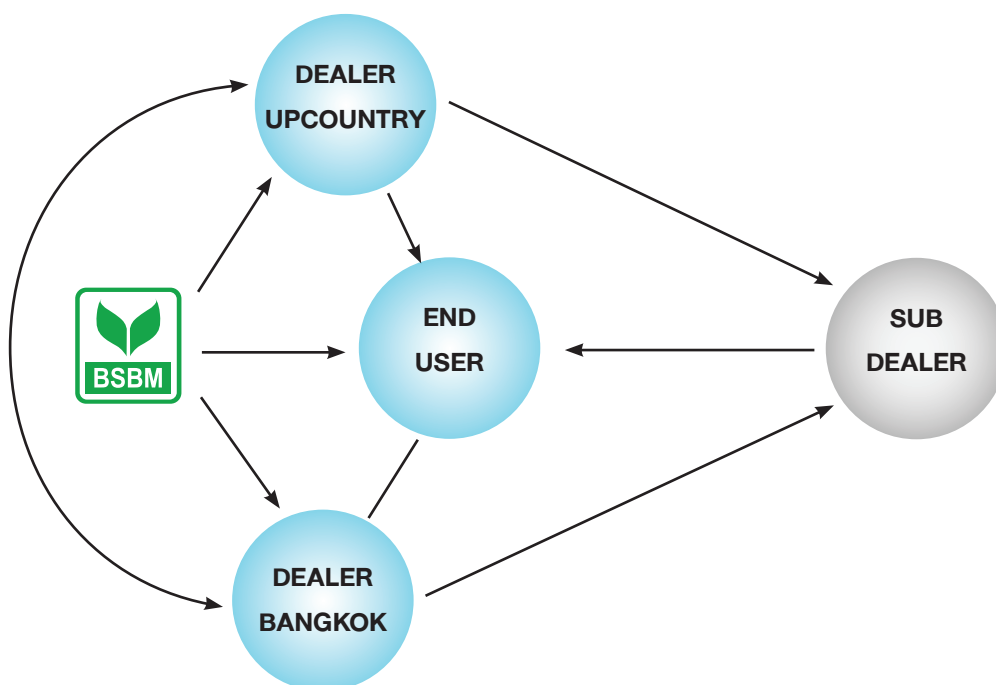 DEALER
UPCOUNTRY
END
USER
SUB
DEALER
BSBM
DEALER
BANGKOK